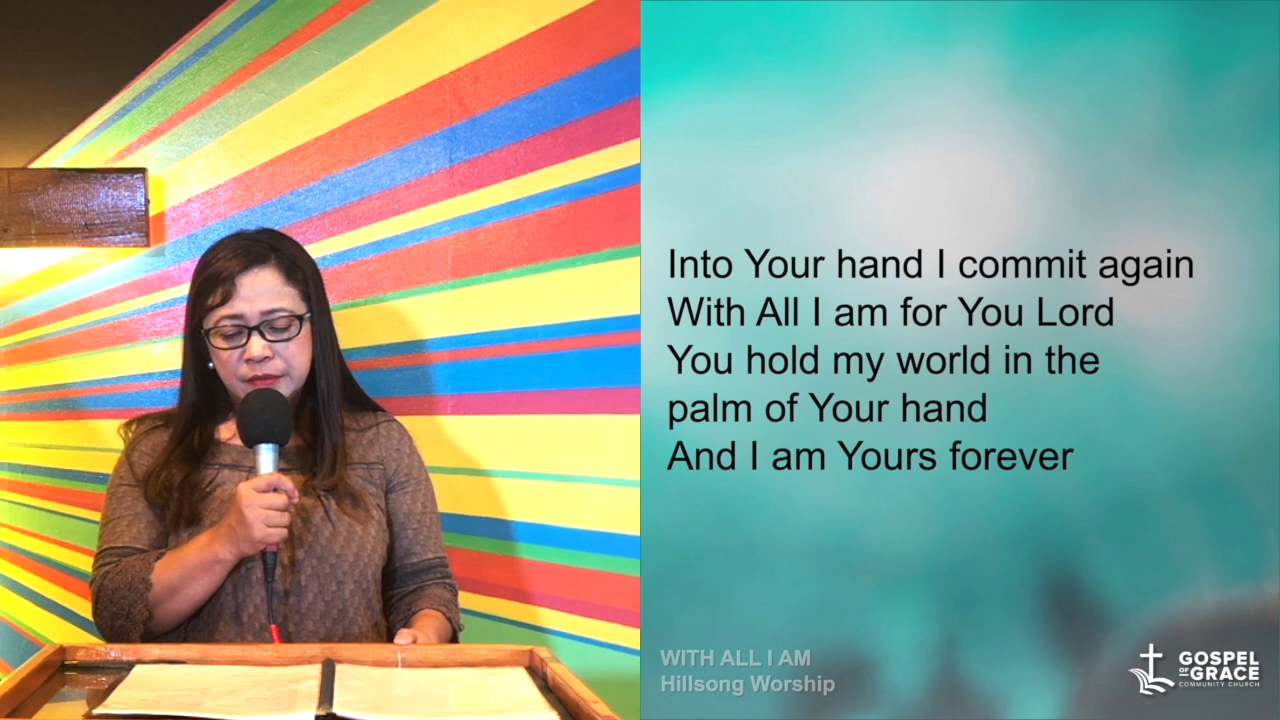 Into Your hand I commit again
With All I am for You Lord
You hold my world in the
palm of Your hand
And I am Yours forever
WITH ALL I AM
Hillsong Worship
GOSPEL
OF GRACE
COMMUNITY CHURCH